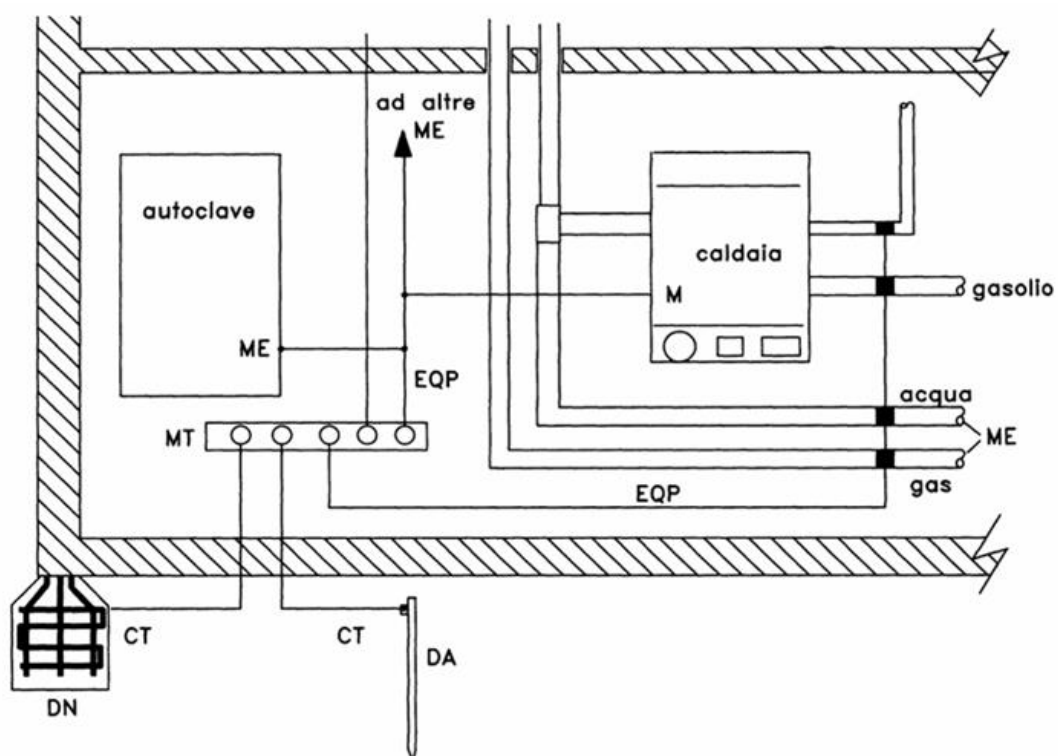 ad altre
ME
autoclave
caldaia
M
gasolio
ME
EQP
acqua
MT
ME
EQP
gas
CT
CT
DA
DN